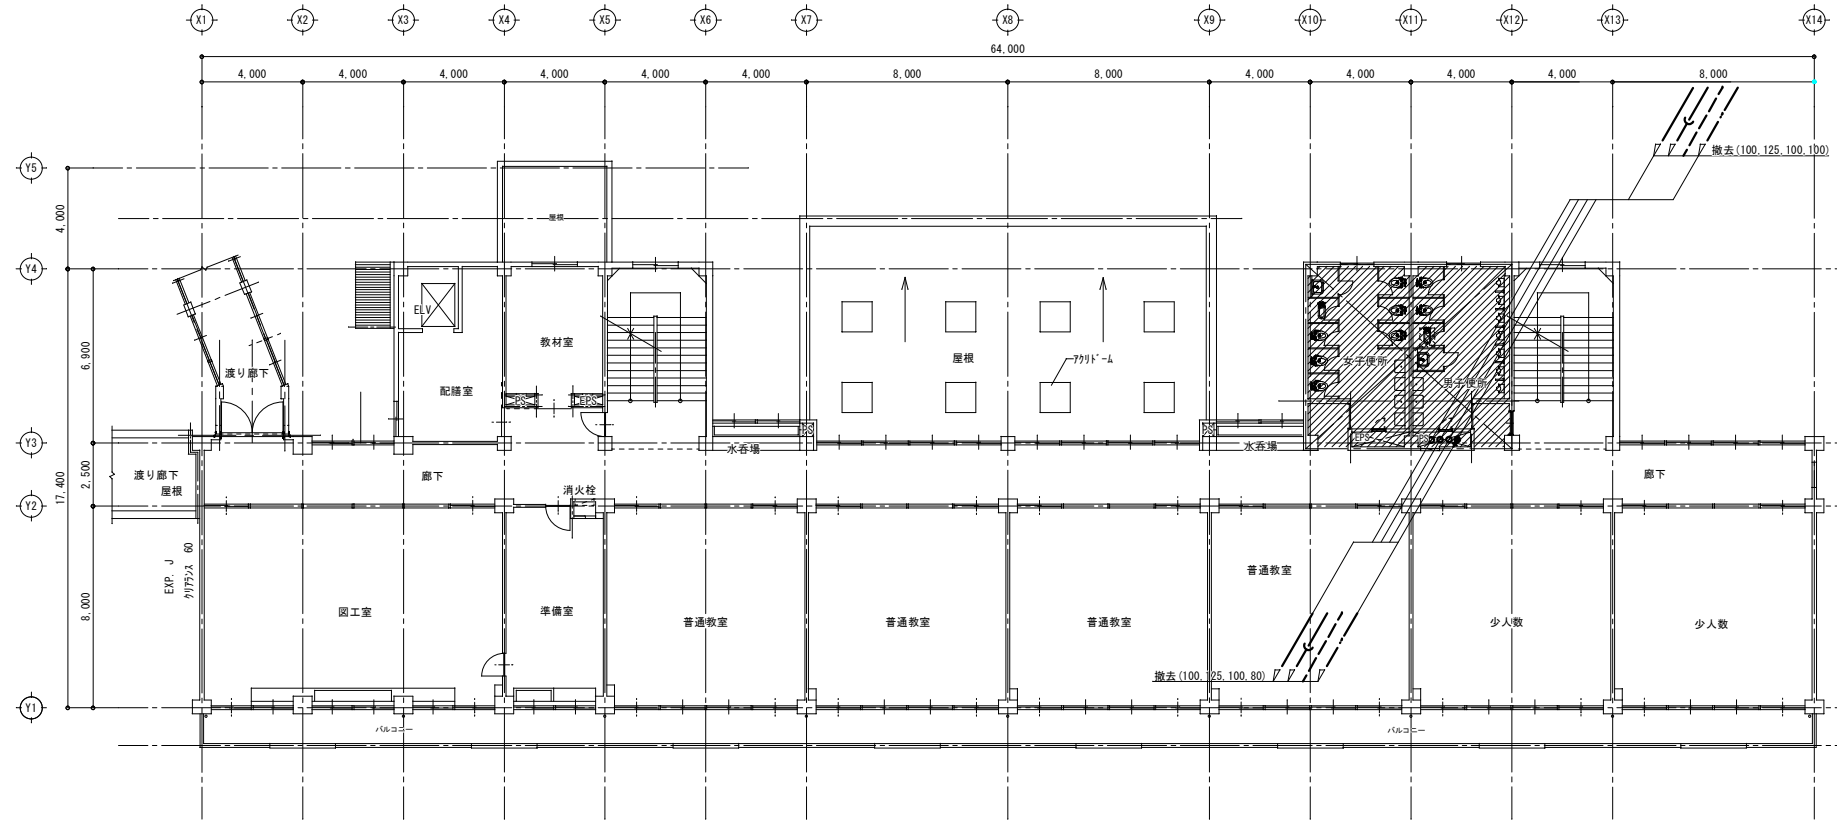 X1 X2 X3 X4 X5 X6 X7 X8 X9 X10 X11 X12 X13 X14
64,000
4,000 4,000 4,000 4,000 4,000 4,000 8,000 8,000 4,000 4,000 4,000 4,000 8,000
撤去(100,125,100,100)
Y5
4,000
屋根
Y4
ELV
6,900
教材室
屋根
アクリドーム
女子便所
渡り廊下
男子便所
配膳室
PS
EPS
PS
PS
EPS
PS
Y3
水呑場
水呑場
渡り廊下
屋根
廊下
廊下
2,500
17,400
消火栓
Y2
EXP. J
クリアランス 60
普通教室
8,000
図工室
準備室
普通教室
普通教室
普通教室
少人数
少人数
撤去(100,125,100,80)
Y1
バルコニー
バルコニー